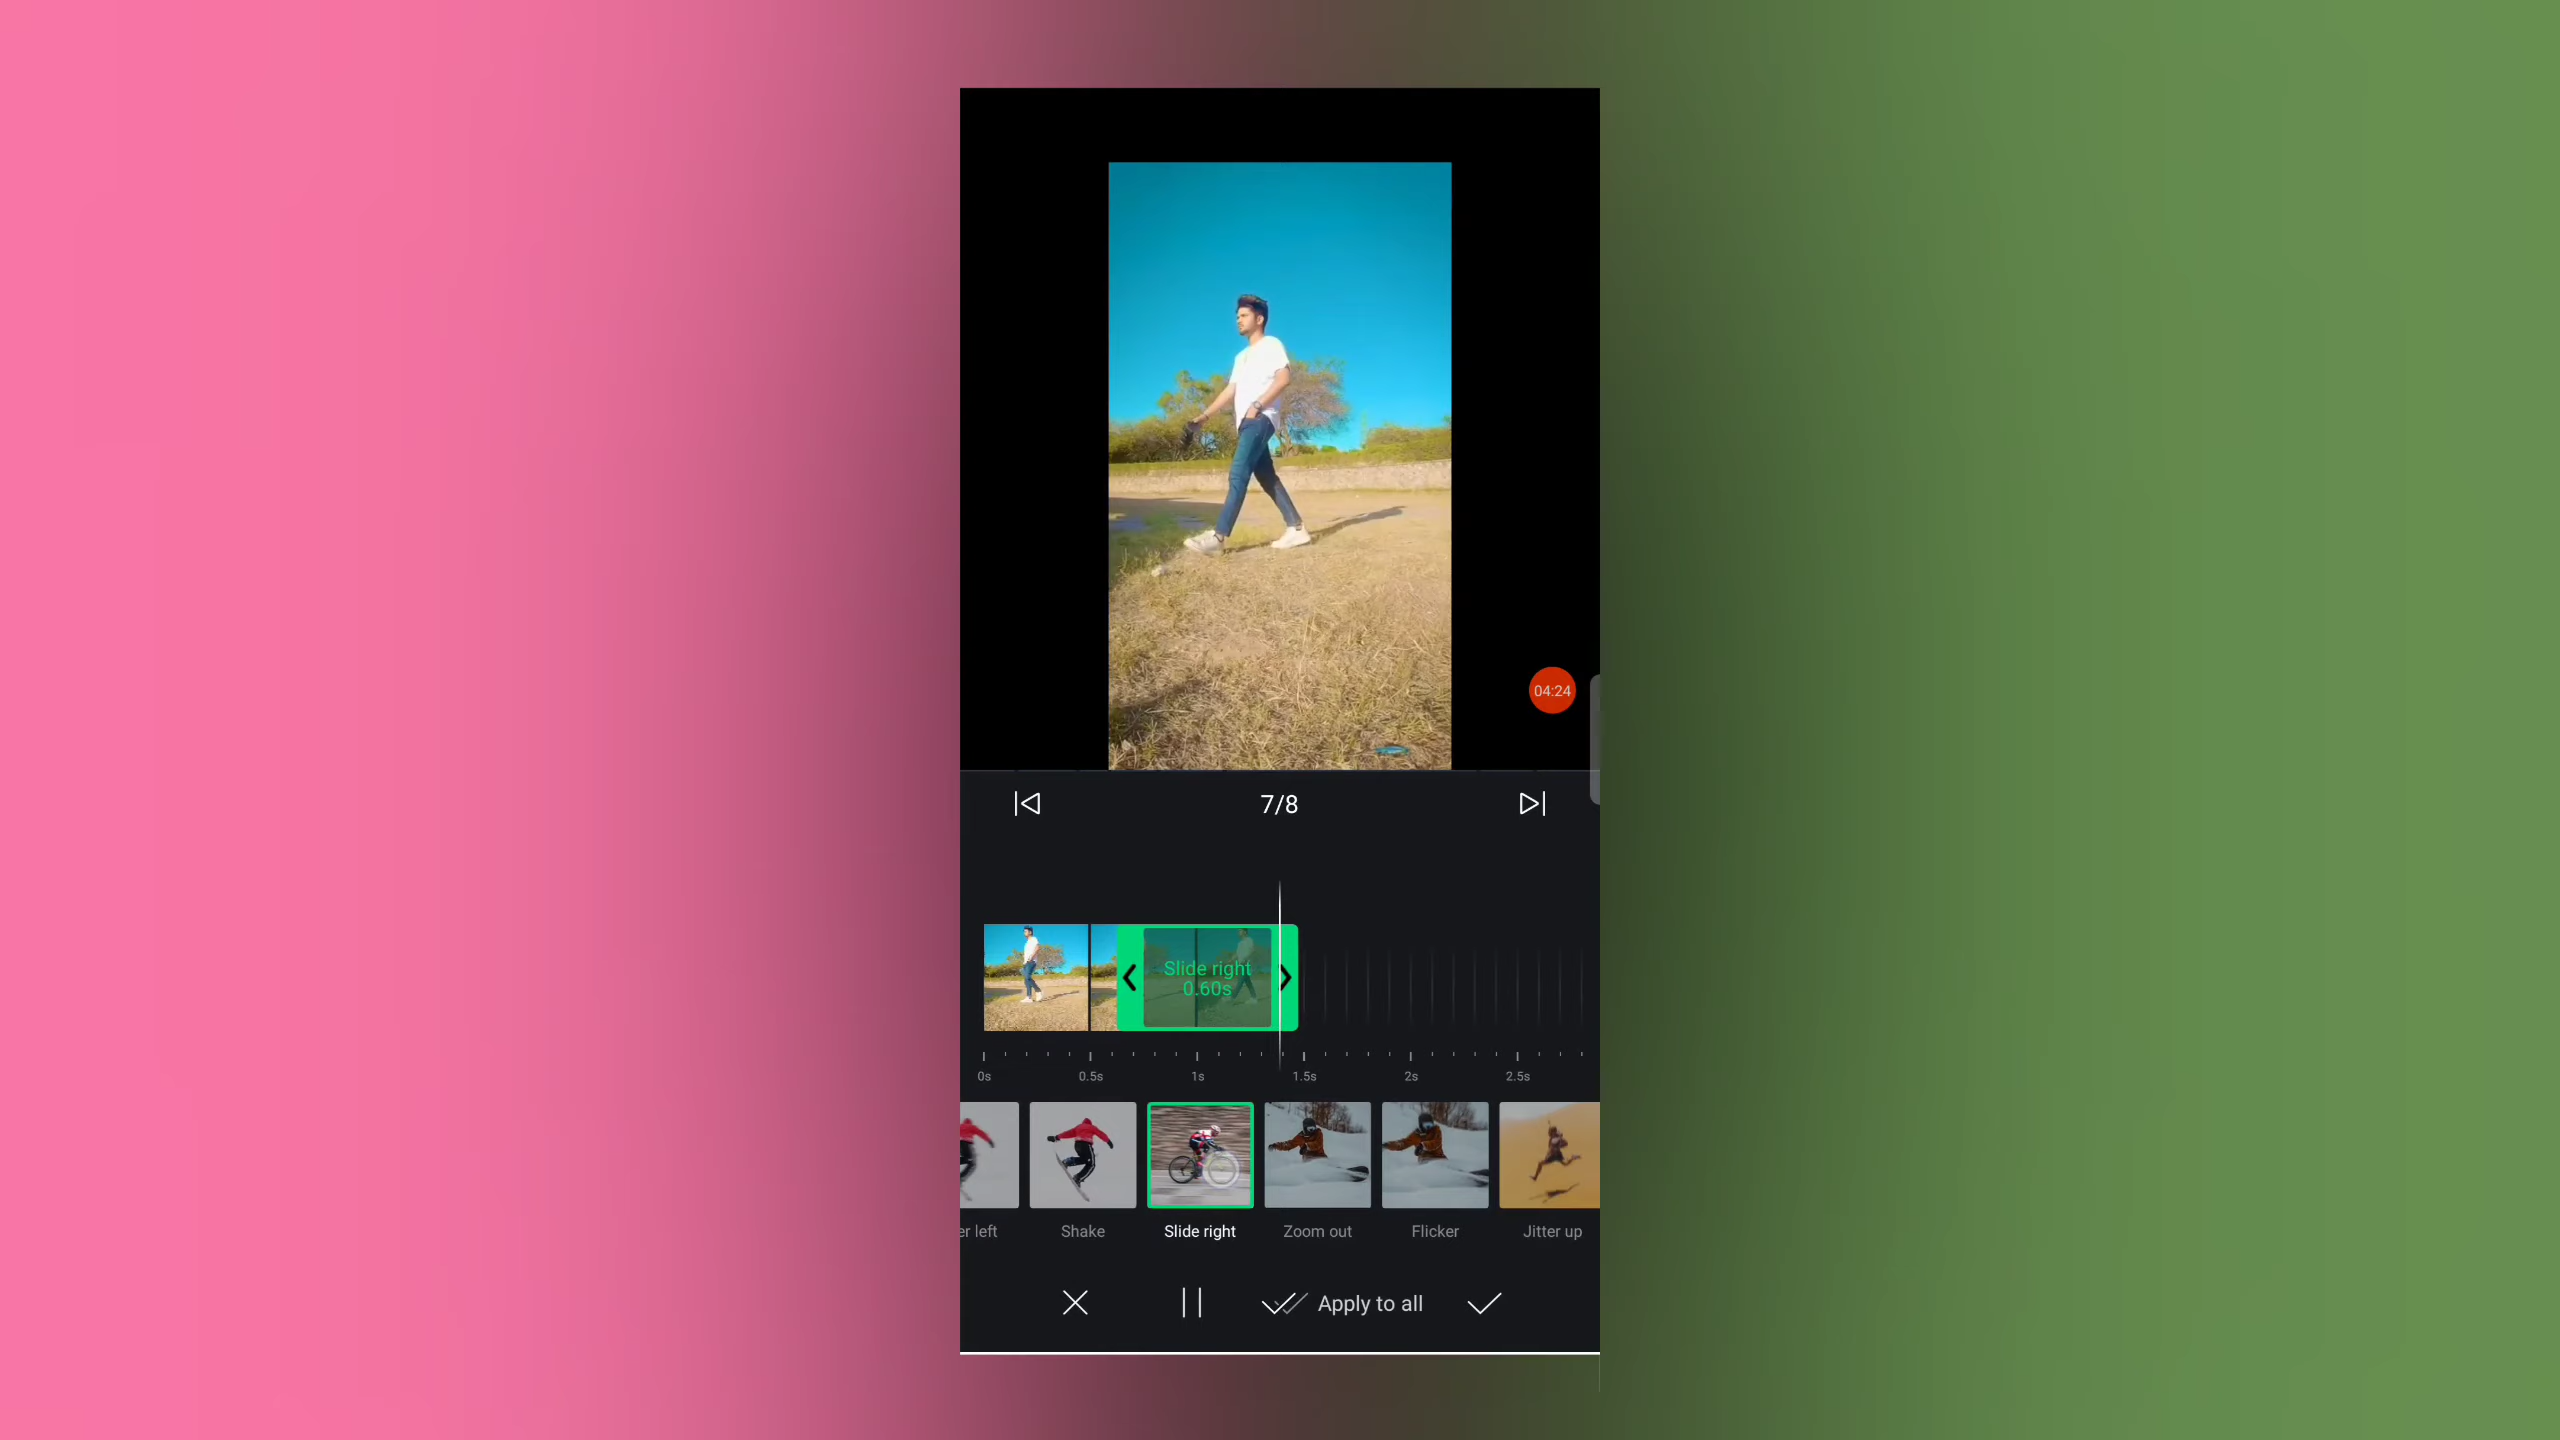 04:24
7/8
Slide right
0.60s
0s 0.5s 1s 1.5s 2s 2.5s
er left Shake Slide right Zoom out Flicker Jitter up
Apply to all